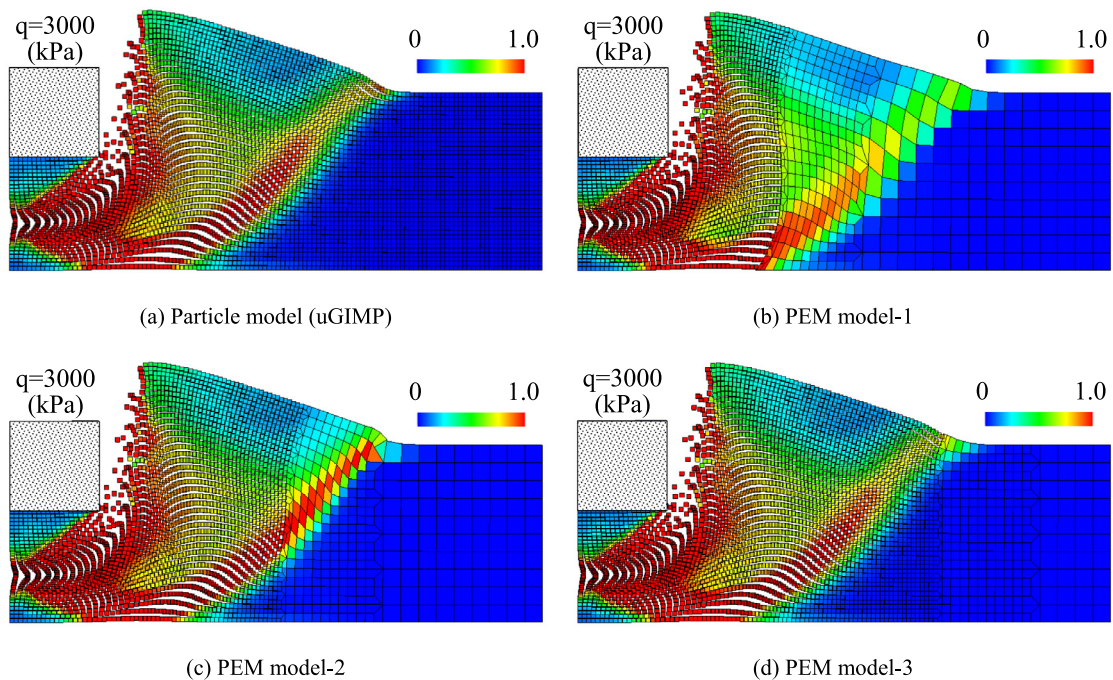 q=3000
(kPa)
0 1.0
(a) Particle model (uGIMP)
q=3000
(kPa)
0 1.0
(b) PEM model-1
q=3000
(kPa)
0 1.0
(c) PEM model-2
q=3000
(kPa)
0 1.0
(d) PEM model-3